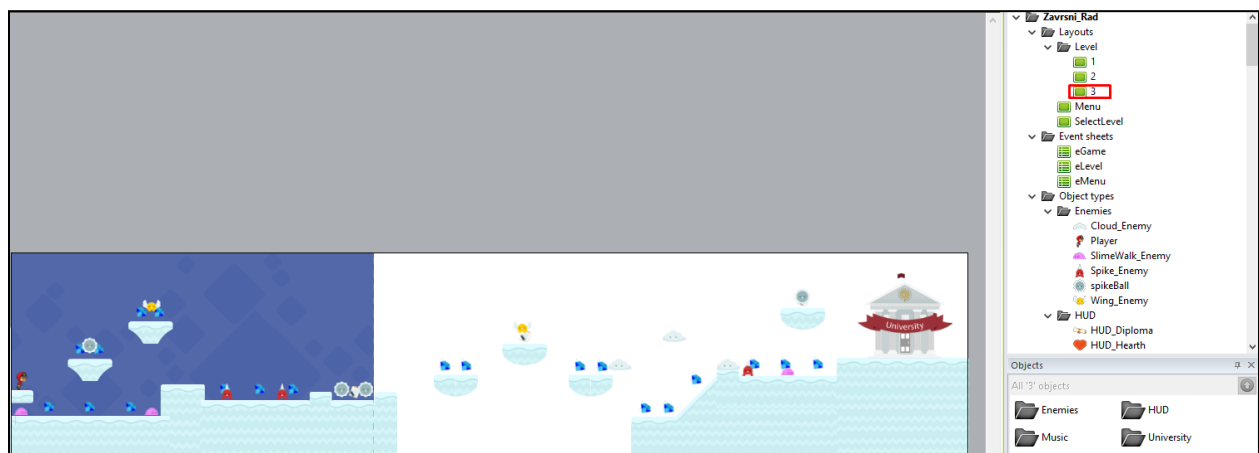 Zavrsni_Rad
Layouts
Level
1
2
3
Menu
SelectLevel
Event sheets
eGame
eLevel
eMenu
Object types
Enemies
Cloud_Enemy
Player
SlimeWalk_Enemy
Spike_Enemy
spikeBall
Wing_Enemy
HUD
HUD_Diploma
HUD_Hearth
University
Objects
All '3' objects
Enemies
HUD
Music
University